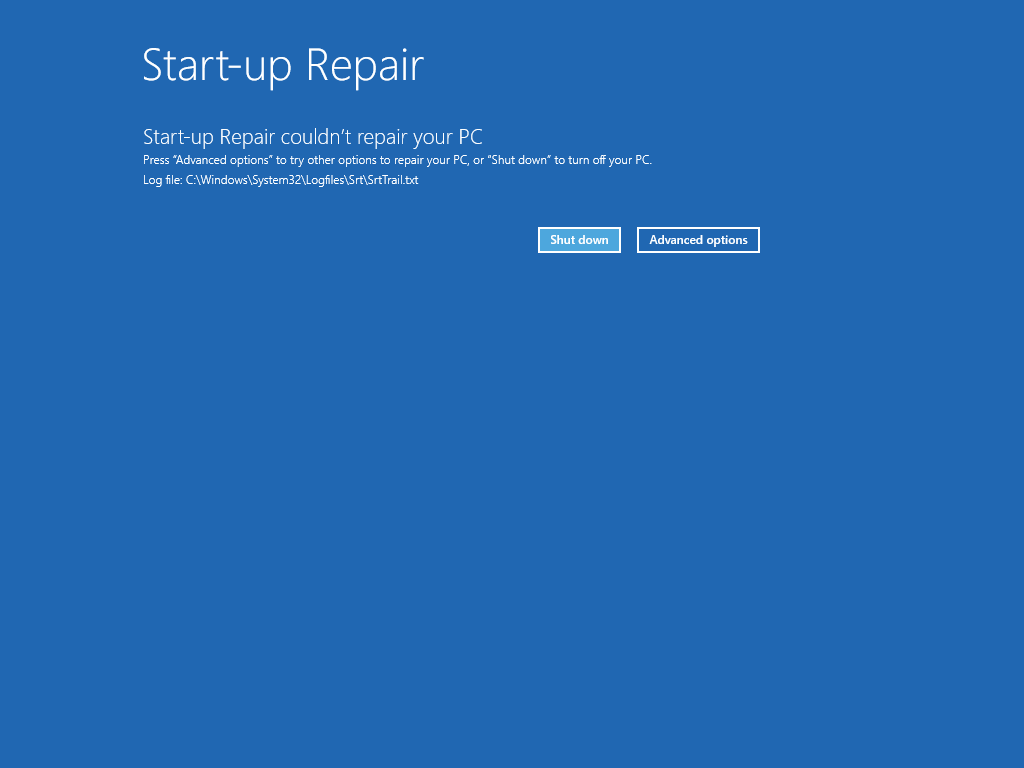 Start-up Repair
Start-up Repair couldn’t repair your PC
Press “Advanced options” to try other options to repair your PC, or “Shut down” to turn off your PC.
Log file: C:\Windows\System32\Logfiles\Srt\SrtTrail.txt
Shut down Advanced options